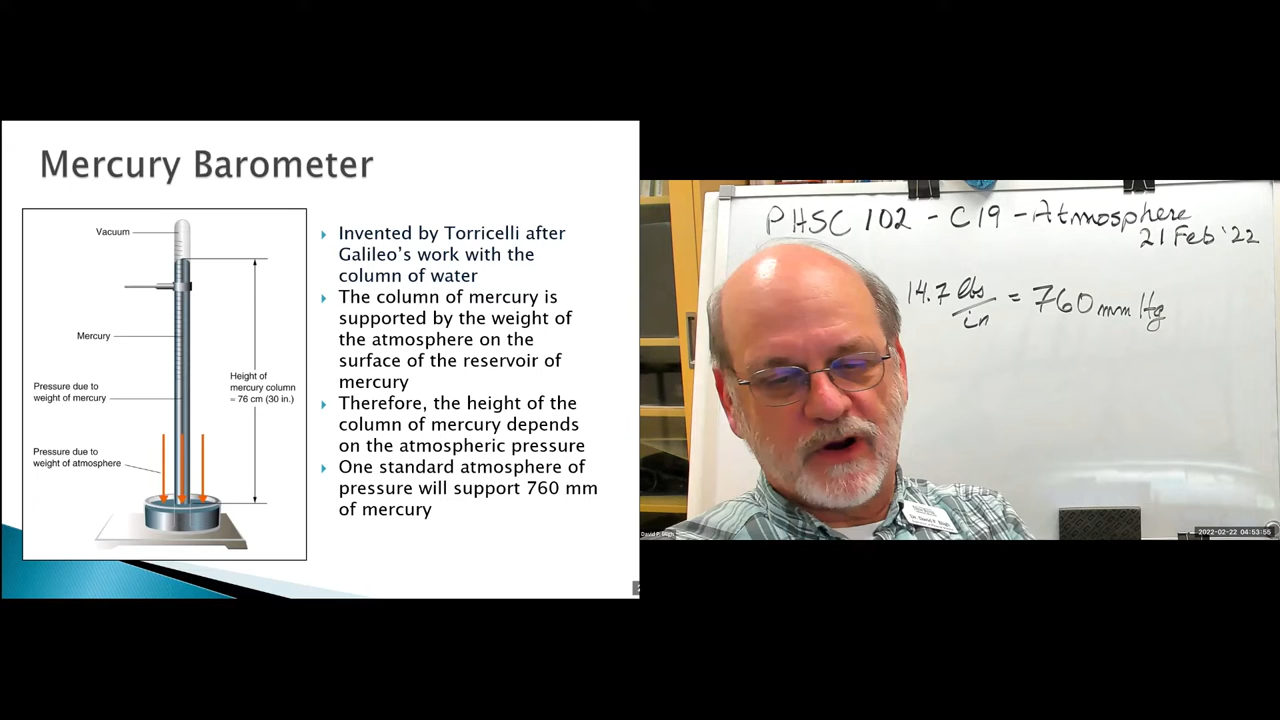 Mercury Barometer
Vacuum
Mercury
Pressure due to
weight of mercury
Pressure due to
weight of atmosphere
Height of
mercury column
= 76 cm (30 in.)
Invented by Torricelli after
Galileo's work with the
column of water
The column of mercury is
supported by the weight of
the atmosphere on the
surface of the reservoir of
mercury
Therefore, the height of the
column of mercury depends
on the atmospheric pressure
One standard atmosphere of
pressure will support 760 mm
of mercury
PHSC 102 - C19 - Atmosphere
21 Feb '22
14.7 lbs/in = 760 mm Hg
2022-02-22 04:53:55